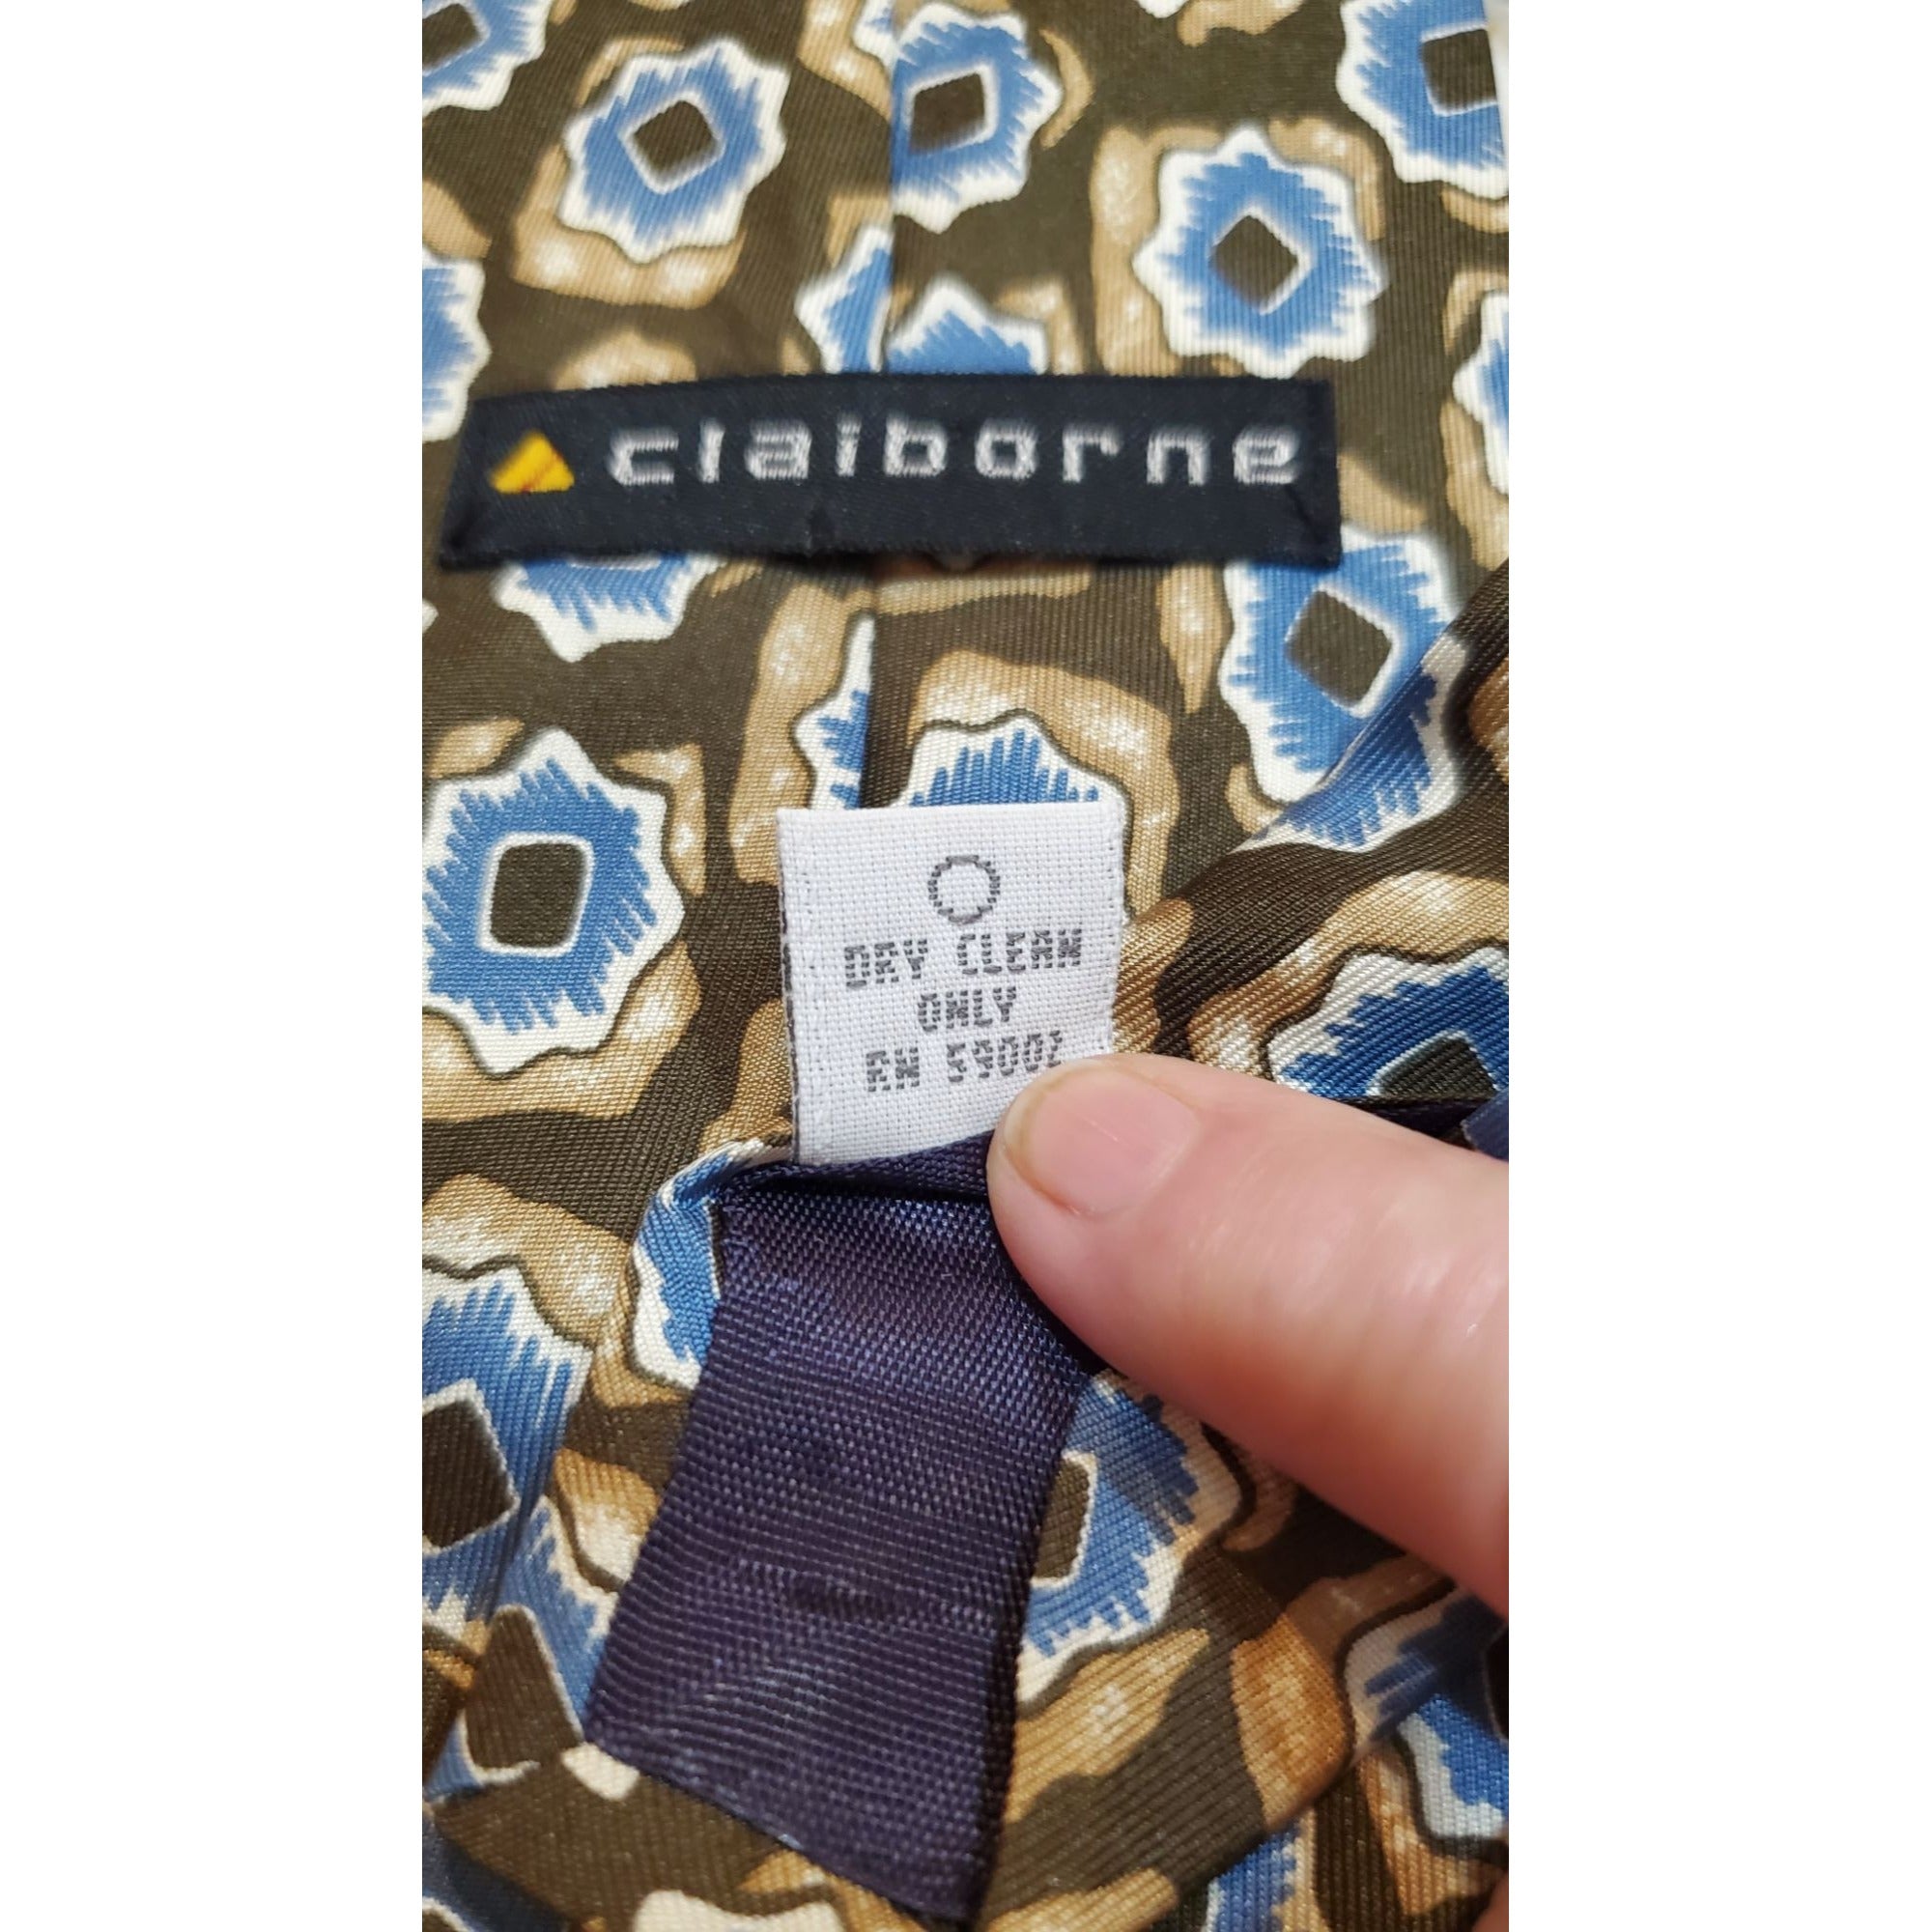 claiborne
DRY CLEAN
ONLY
RN 59002